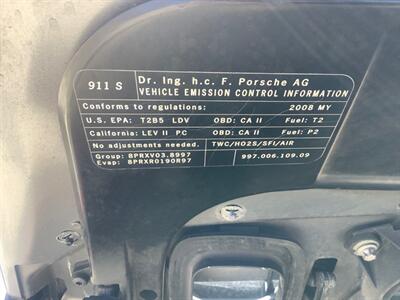 911 S Dr. Ing. h.c. F. Porsche AG
VEHICLE EMISSION CONTROL INFORMATION
Conforms to regulations: 2008 MY
U.S. EPA: T2B5 LDV OBD: CA II Fuel: T2
California: LEV II PC OBD: CA II Fuel: P2
No adjustments needed. TWC/HO2S/SFI/AIR
Group: 8PRXV03.8997
Evap: 8PRXR0190R97 997.006.109.09